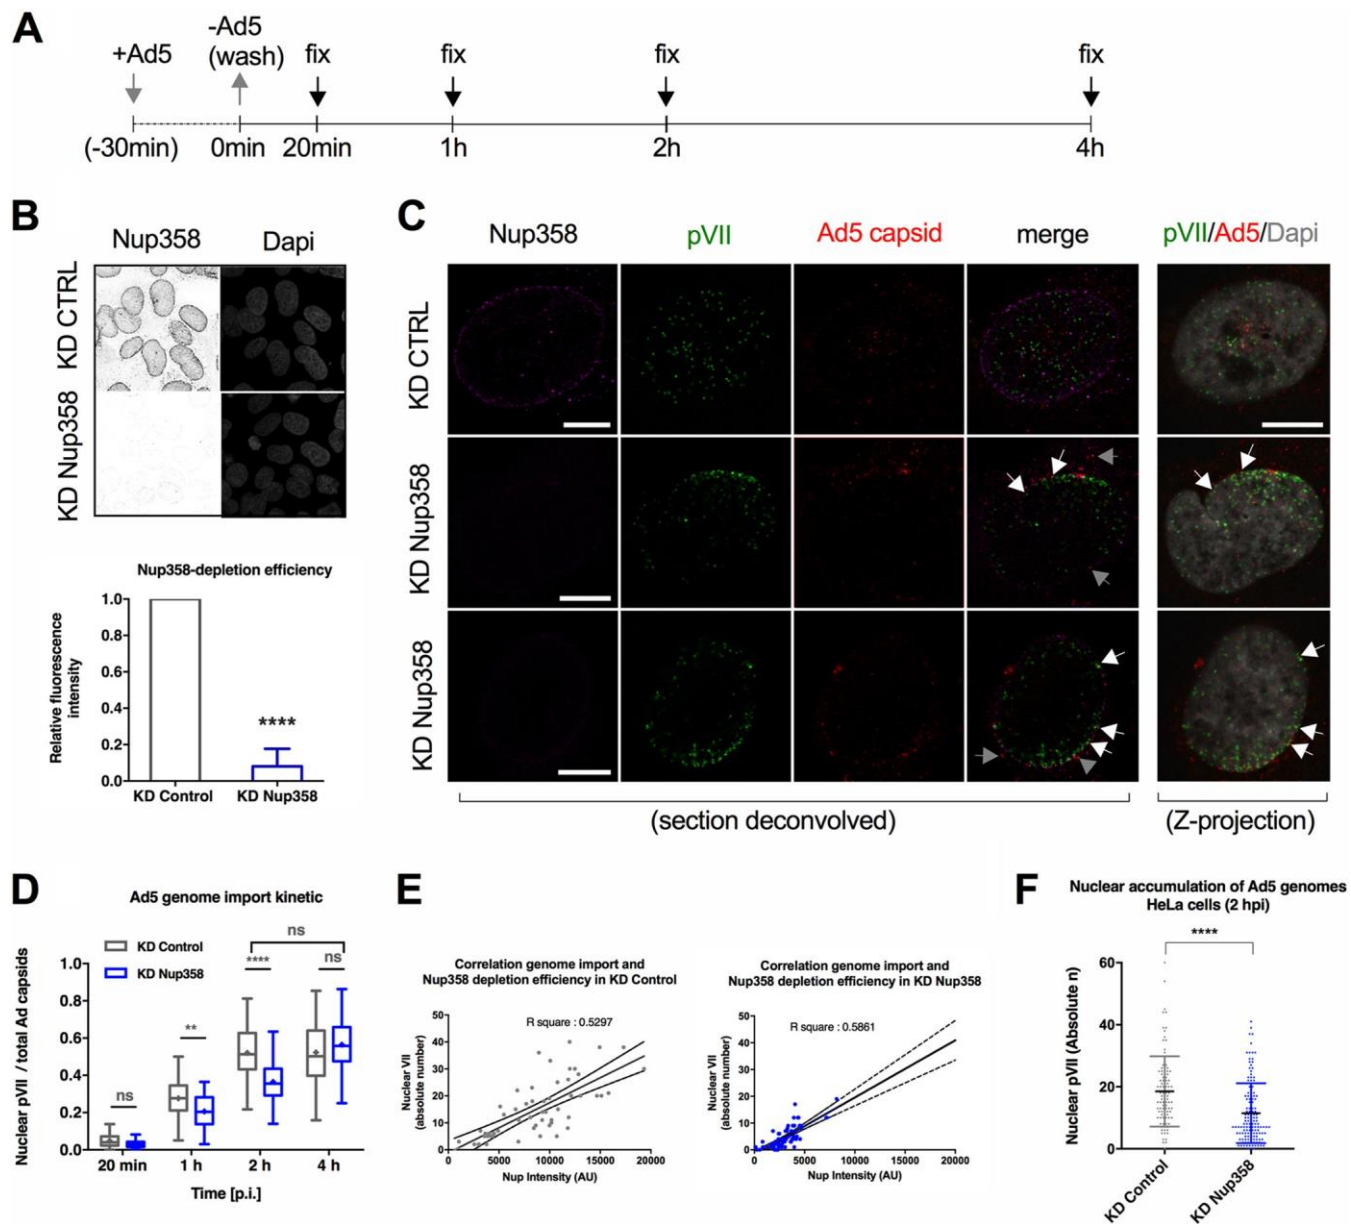 A
+Ad5
-Ad5
(wash)
fix
fix
fix
fix
(-30min)
0min
20min
1h
2h
4h
B
Nup358
Dapi
KD CTRL
KD Nup358
Nup358-depletion efficiency
Relative fluorescence
intensity
1.0
0.8
0.6
0.4
0.2
0.0
****
KD Control
KD Nup358
C
Nup358
pVII
Ad5 capsid
merge
pVII/Ad5/Dapi
KD CTRL
KD Nup358
KD Nup358
(section deconvolved)
(Z-projection)
D
Ad5 genome import kinetic
KD Control
KD Nup358
Nuclear pVII / total Ad capsids
1.0
0.8
0.6
0.4
0.2
0.0
ns
**
****
ns
ns
20 min
1 h
2 h
4 h
Time [p.i.]
E
Correlation genome import and
Nup358 depletion efficiency in KD Control
R square : 0.5297
Nuclear VII
(absolute number)
50
40
30
20
10
0
0
5000
10000
15000
20000
Nup Intensity (AU)
Correlation genome import and
Nup358 depletion efficiency in KD Nup358
R square : 0.5861
Nuclear VII
(absolute number)
50
40
30
20
10
0
0
5000
10000
15000
20000
Nup Intensity (AU)
F
Nuclear accumulation of Ad5 genomes
HeLa cells (2 hpi)
****
Nuclear pVII (Absolute n)
60
40
20
0
KD Control
KD Nup358